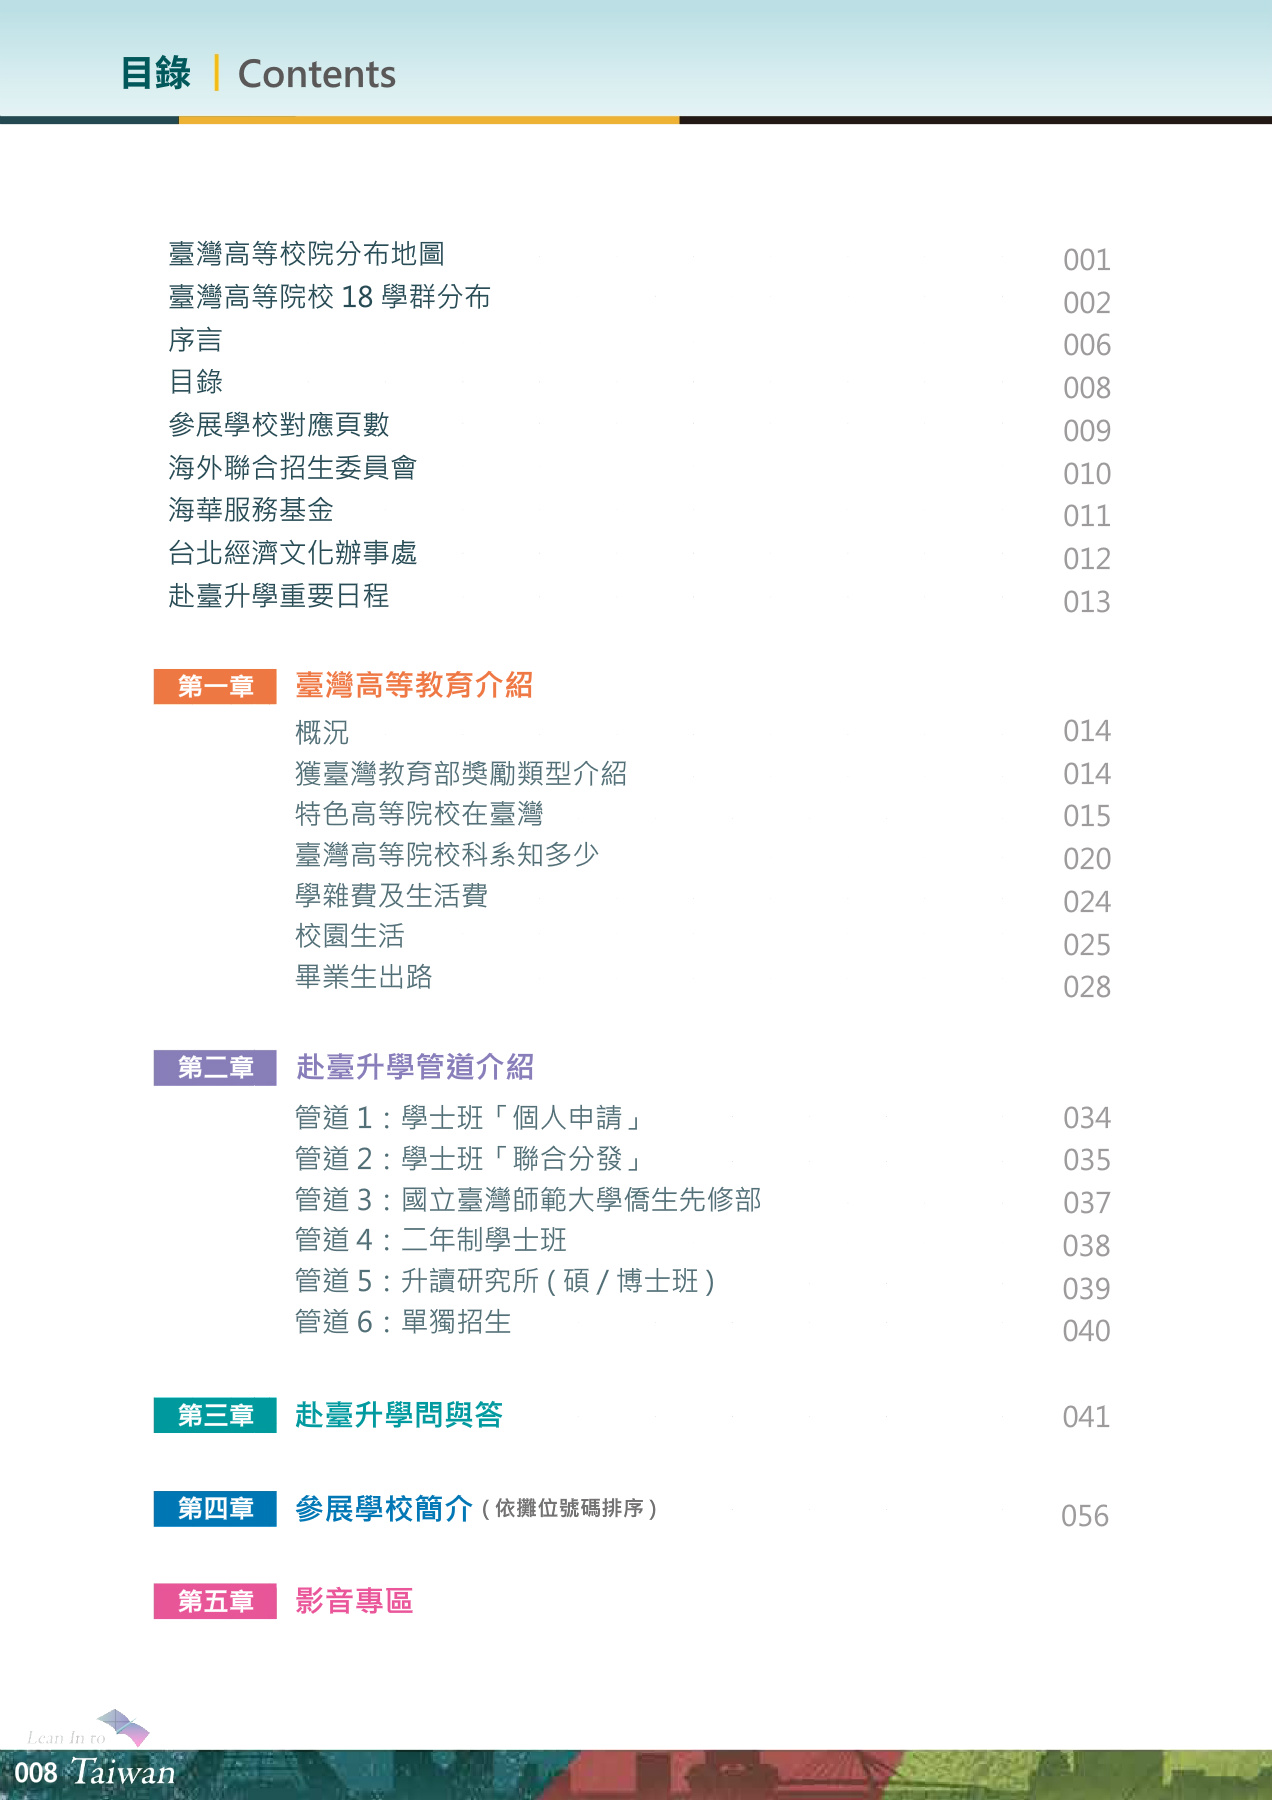 目錄 | Contents
臺灣高等校院分布地圖 001
臺灣高等院校 18 學群分布 002
序言 006
目錄 008
參展學校對應頁數 009
海外聯合招生委員會 010
海華服務基金 011
台北經濟文化辦事處 012
赴臺升學重要日程 013
第一章 臺灣高等教育介紹
概況 014
獲臺灣教育部獎勵類型介紹 014
特色高等院校在臺灣 015
臺灣高等院校科系知多少 020
學雜費及生活費 024
校園生活 025
畢業生出路 028
第二章 赴臺升學管道介紹
管道 1：學士班「個人申請」 034
管道 2：學士班「聯合分發」 035
管道 3：國立臺灣師範大學僑生先修部 037
管道 4：二年制學士班 038
管道 5：升讀研究所 ( 碩 / 博士班 ) 039
管道 6：單獨招生 040
第三章 赴臺升學問與答 041
第四章 參展學校簡介 ( 依攤位號碼排序 ) 056
第五章 影音專區
Lean In to
008 Taiwan